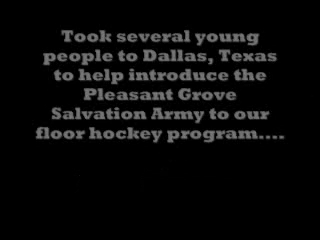 Took several young
people to Dallas, Texas
to help introduce the
Pleasant Grove
Salvation Army to our
floor hockey program....